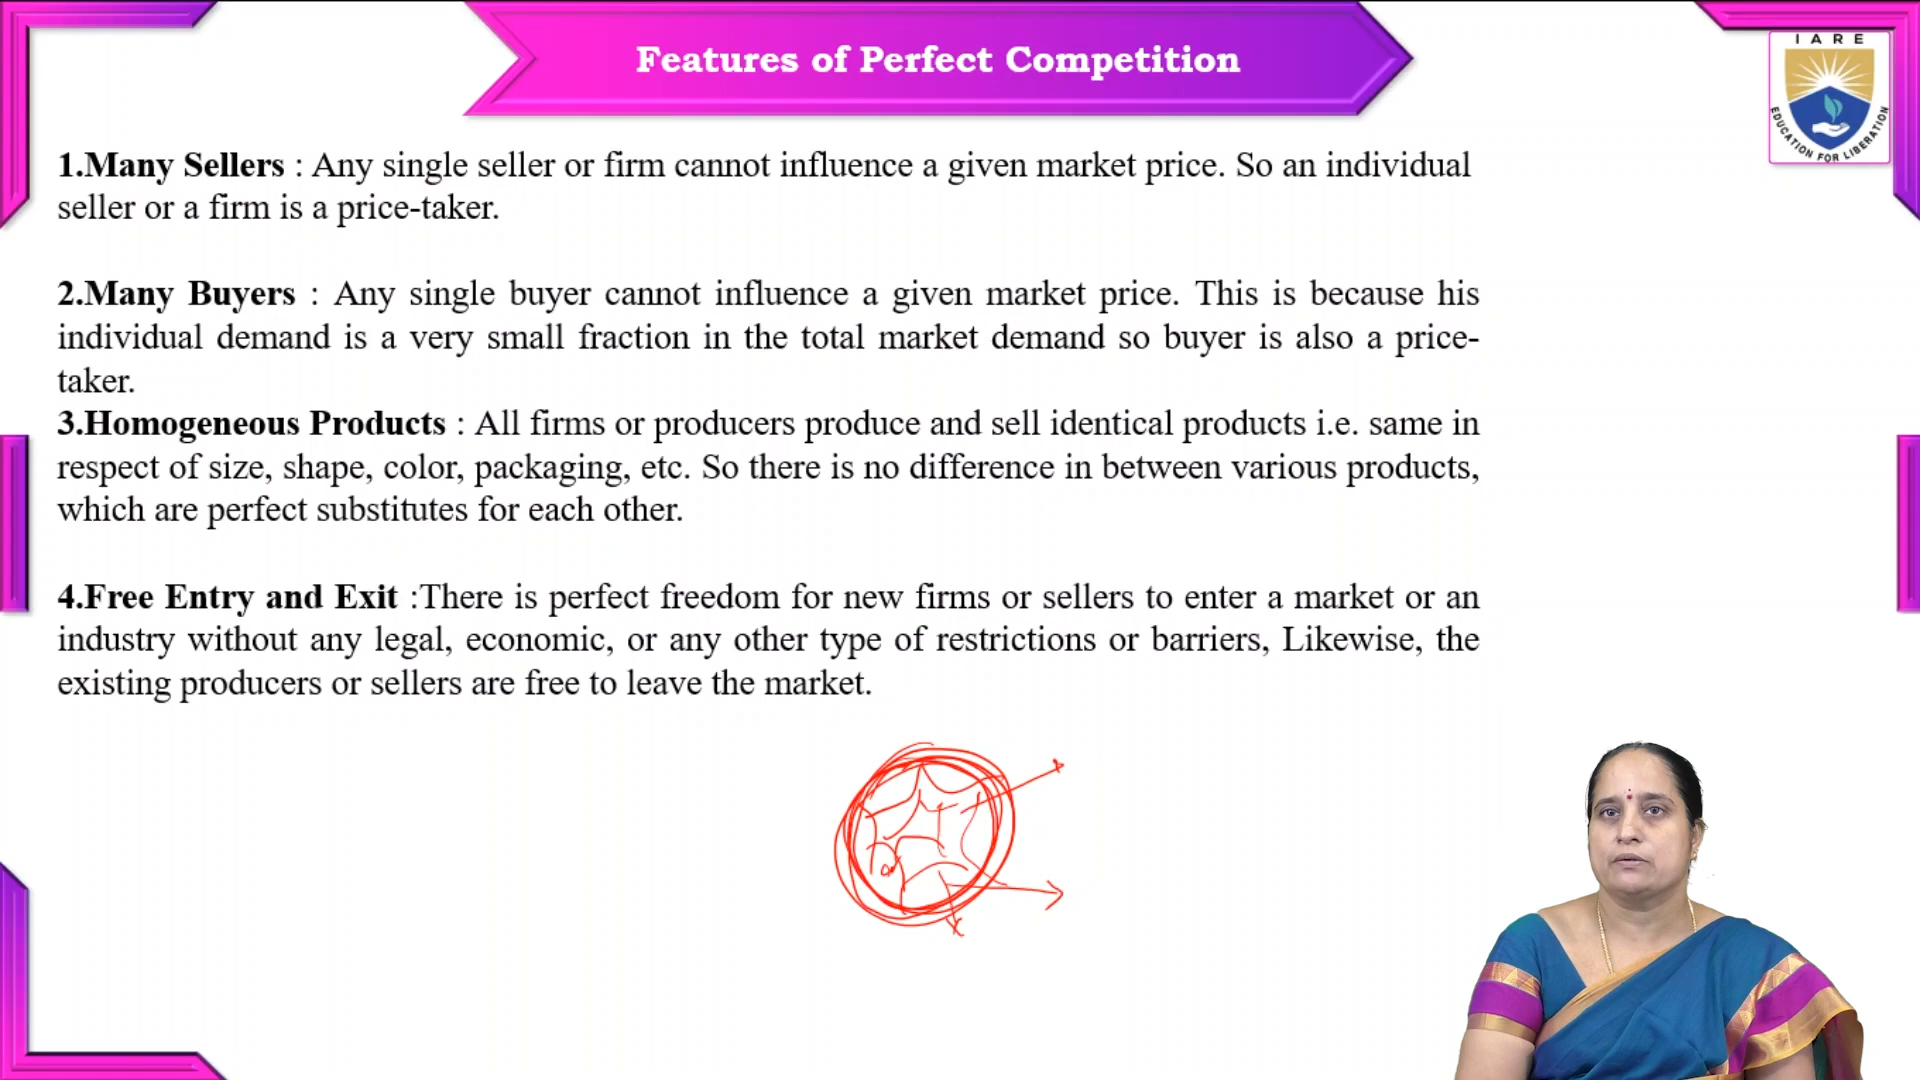 Features of Perfect Competition
I A R E
EDUCATION FOR LIBERATION
1.Many Sellers : Any single seller or firm cannot influence a given market price. So an individual
seller or a firm is a price-taker.
2.Many Buyers : Any single buyer cannot influence a given market price. This is because his
individual demand is a very small fraction in the total market demand so buyer is also a price-
taker.
3.Homogeneous Products : All firms or producers produce and sell identical products i.e. same in
respect of size, shape, color, packaging, etc. So there is no difference in between various products,
which are perfect substitutes for each other.
4.Free Entry and Exit :There is perfect freedom for new firms or sellers to enter a market or an
industry without any legal, economic, or any other type of restrictions or barriers, Likewise, the
existing producers or sellers are free to leave the market.